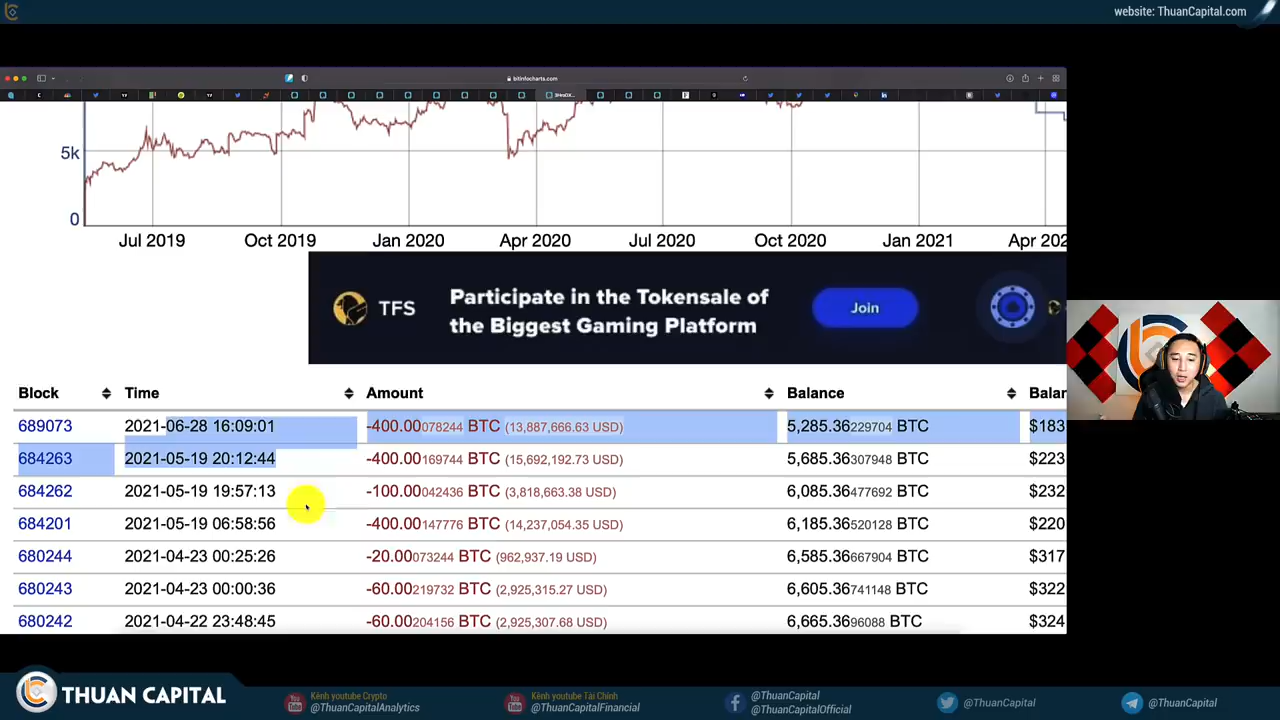 website: ThuanCapital.com
bitinfocharts.com
5k
0
Jul 2019 Oct 2019 Jan 2020 Apr 2020 Jul 2020 Oct 2020 Jan 2021 Apr 202
TFS
Participate in the Tokensale of
the Biggest Gaming Platform
Join
Block Time Amount Balance Balar
689073 2021-06-28 16:09:01 -400.00078244 BTC (13,887,666.63 USD) 5,285.36229704 BTC $183
684263 2021-05-19 20:12:44 -400.00169744 BTC (15,692,192.73 USD) 5,685.36307948 BTC $223
684262 2021-05-19 19:57:13 -100.00042436 BTC (3,818,663.38 USD) 6,085.36477692 BTC $232
684201 2021-05-19 06:58:56 -400.00147776 BTC (14,237,054.35 USD) 6,185.36520128 BTC $220
680244 2021-04-23 00:25:26 -20.00073244 BTC (962,937.19 USD) 6,585.36667904 BTC $317
680243 2021-04-23 00:00:36 -60.00219732 BTC (2,925,315.27 USD) 6,605.36741148 BTC $322
680242 2021-04-22 23:48:45 -60.00204156 BTC (2,925,307.68 USD) 6,665.3696088 BTC $324
THUAN CAPITAL
Kênh youtube Crypto
@ThuanCapitalAnalytics
Kênh youtube Tài Chính
@ThuanCapitalFinancial
@ThuanCapital
@ThuanCapitalOfficial
@ThuanCapital
@ThuanCapital